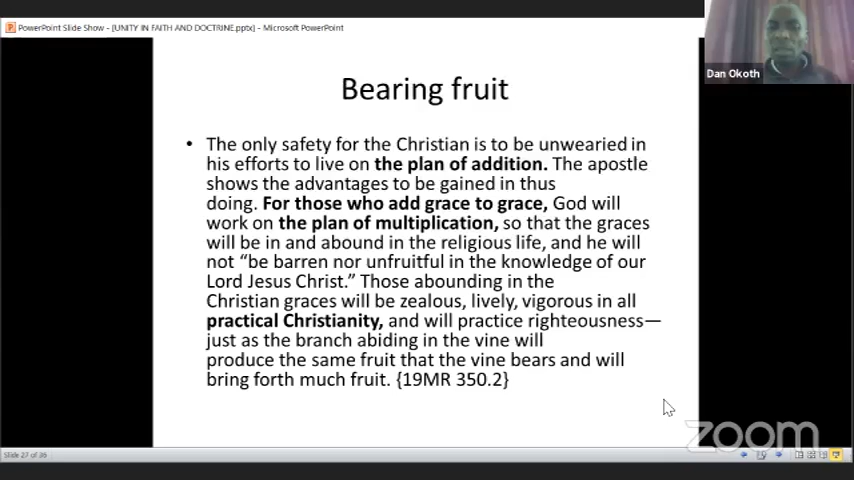 PowerPoint Slide Show - [UNITY IN FAITH AND DOCTRINE.pptx] - Microsoft PowerPoint
Dan Okoth
Bearing fruit
• The only safety for the Christian is to be unwearied in
his efforts to live on the plan of addition. The apostle
shows the advantages to be gained in thus
doing. For those who add grace to grace, God will
work on the plan of multiplication, so that the graces
will be in and abound in the religious life, and he will
not “be barren nor unfruitful in the knowledge of our
Lord Jesus Christ.” Those abounding in the
Christian graces will be zealous, lively, vigorous in all
practical Christianity, and will practice righteousness—
just as the branch abiding in the vine will
produce the same fruit that the vine bears and will
bring forth much fruit. {19MR 350.2}
zoom
Slide 27 of 36